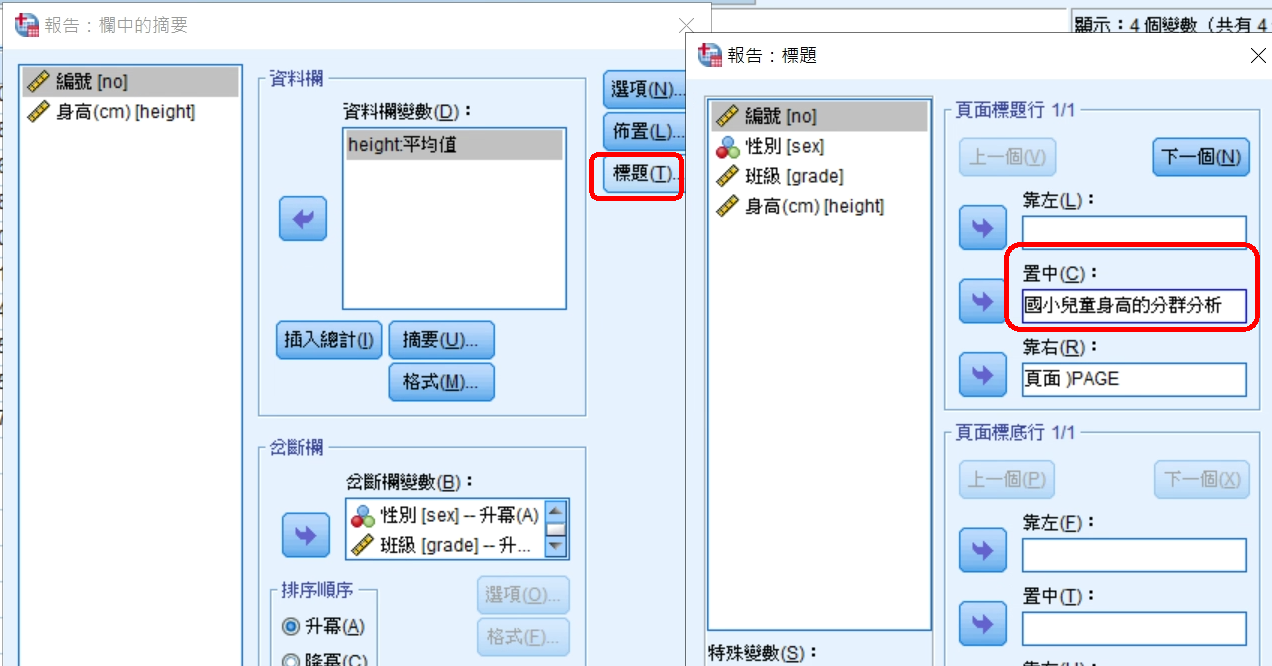 顯示：4 個變數（共有 4
報告：欄中的摘要
編號 [no]
身高(cm) [height]
資料欄
資料欄變數(D)：
height:平均值
插入總計(I)
摘要(U)...
格式(M)...
選項(N)...
佈置(L)...
標題(T)..
岔斷欄
岔斷欄變數(B)：
性別 [sex] -- 升冪(A)
班級 [grade] -- 升...
排序順序
升冪(A)
降冪(C)
選項(O)...
格式(F)...
報告：標題
編號 [no]
性別 [sex]
班級 [grade]
身高(cm) [height]
特殊變數(S)：
頁面標題行 1/1
上一個(V)
下一個(N)
靠左(L)：
置中(C)：
國小兒童身高的分群分析
靠右(R)：
頁面 )PAGE
頁面標底行 1/1
上一個(P)
下一個(X)
靠左(F)：
置中(T)：